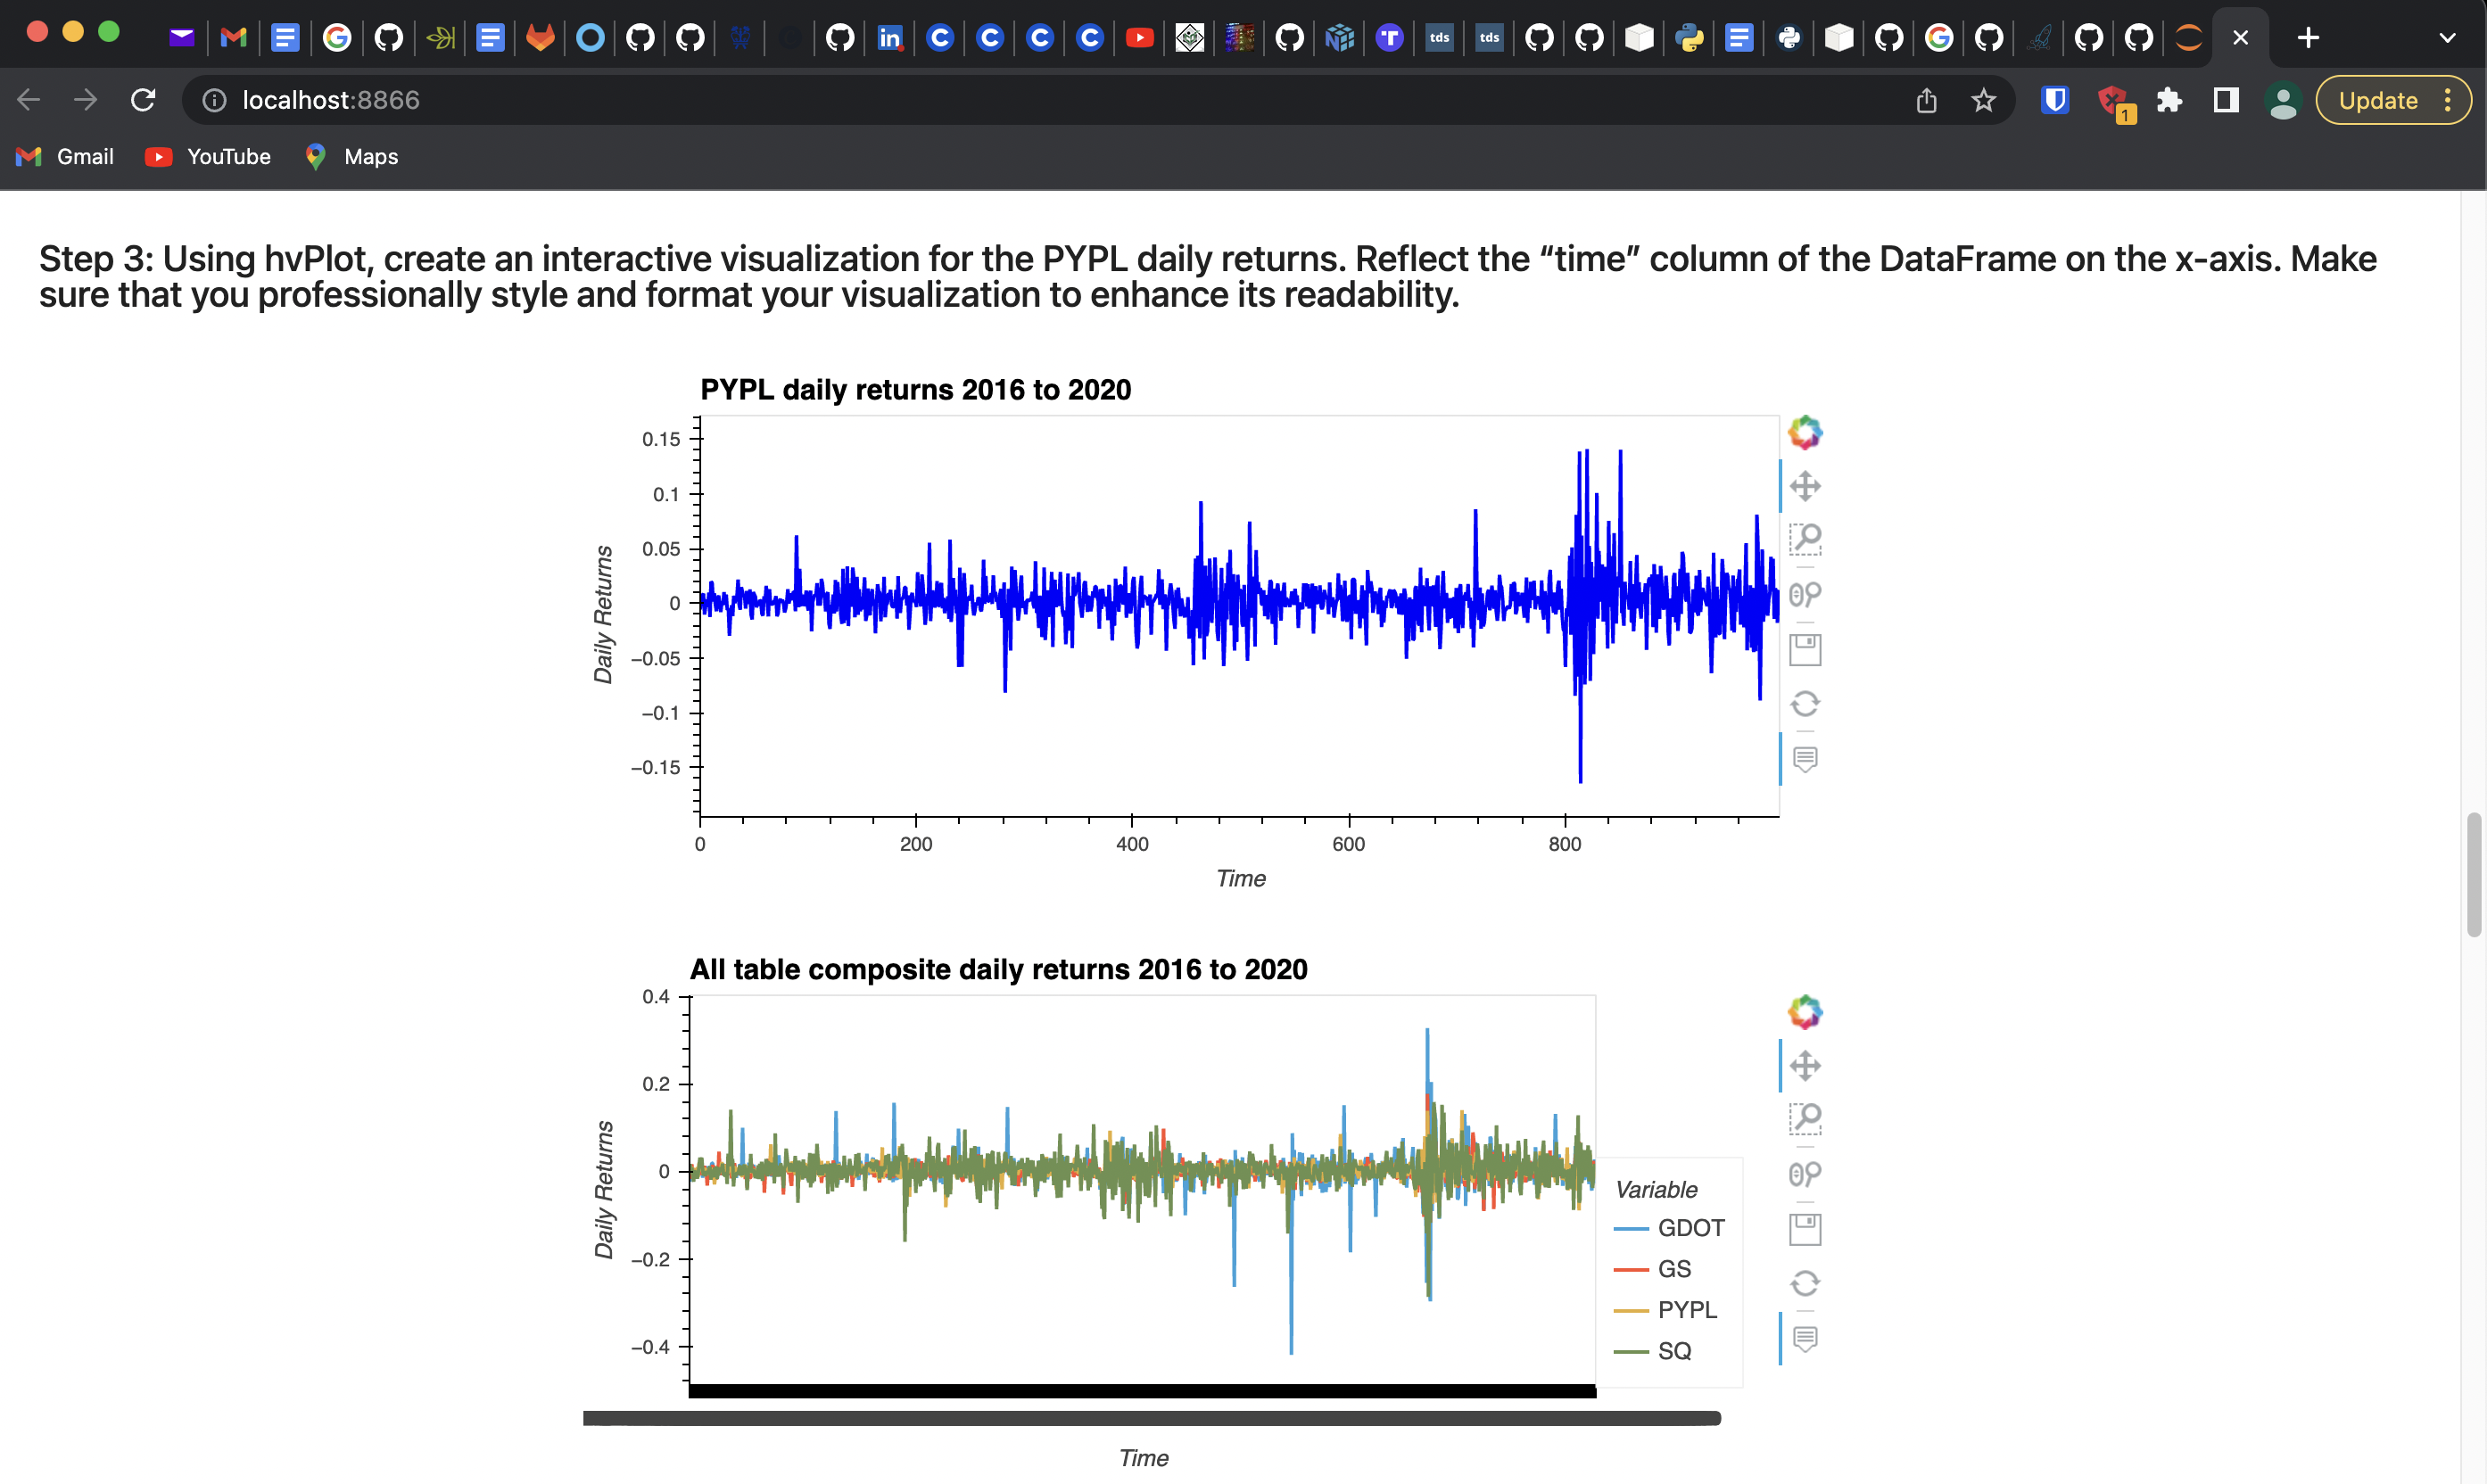 in
C
C
C
C
T
tds
tds
localhost:8866
1
Update
Gmail
YouTube
Maps
Step 3: Using hvPlot, create an interactive visualization for the PYPL daily returns. Reflect the “time” column of the DataFrame on the x-axis. Make
sure that you professionally style and format your visualization to enhance its readability.
PYPL daily returns 2016 to 2020
0.15
0.1
0.05
0
−0.05
−0.1
−0.15
Daily Returns
0
200
400
600
800
Time
All table composite daily returns 2016 to 2020
0.4
0.2
0
−0.2
−0.4
Daily Returns
Variable
GDOT
GS
PYPL
SQ
Time